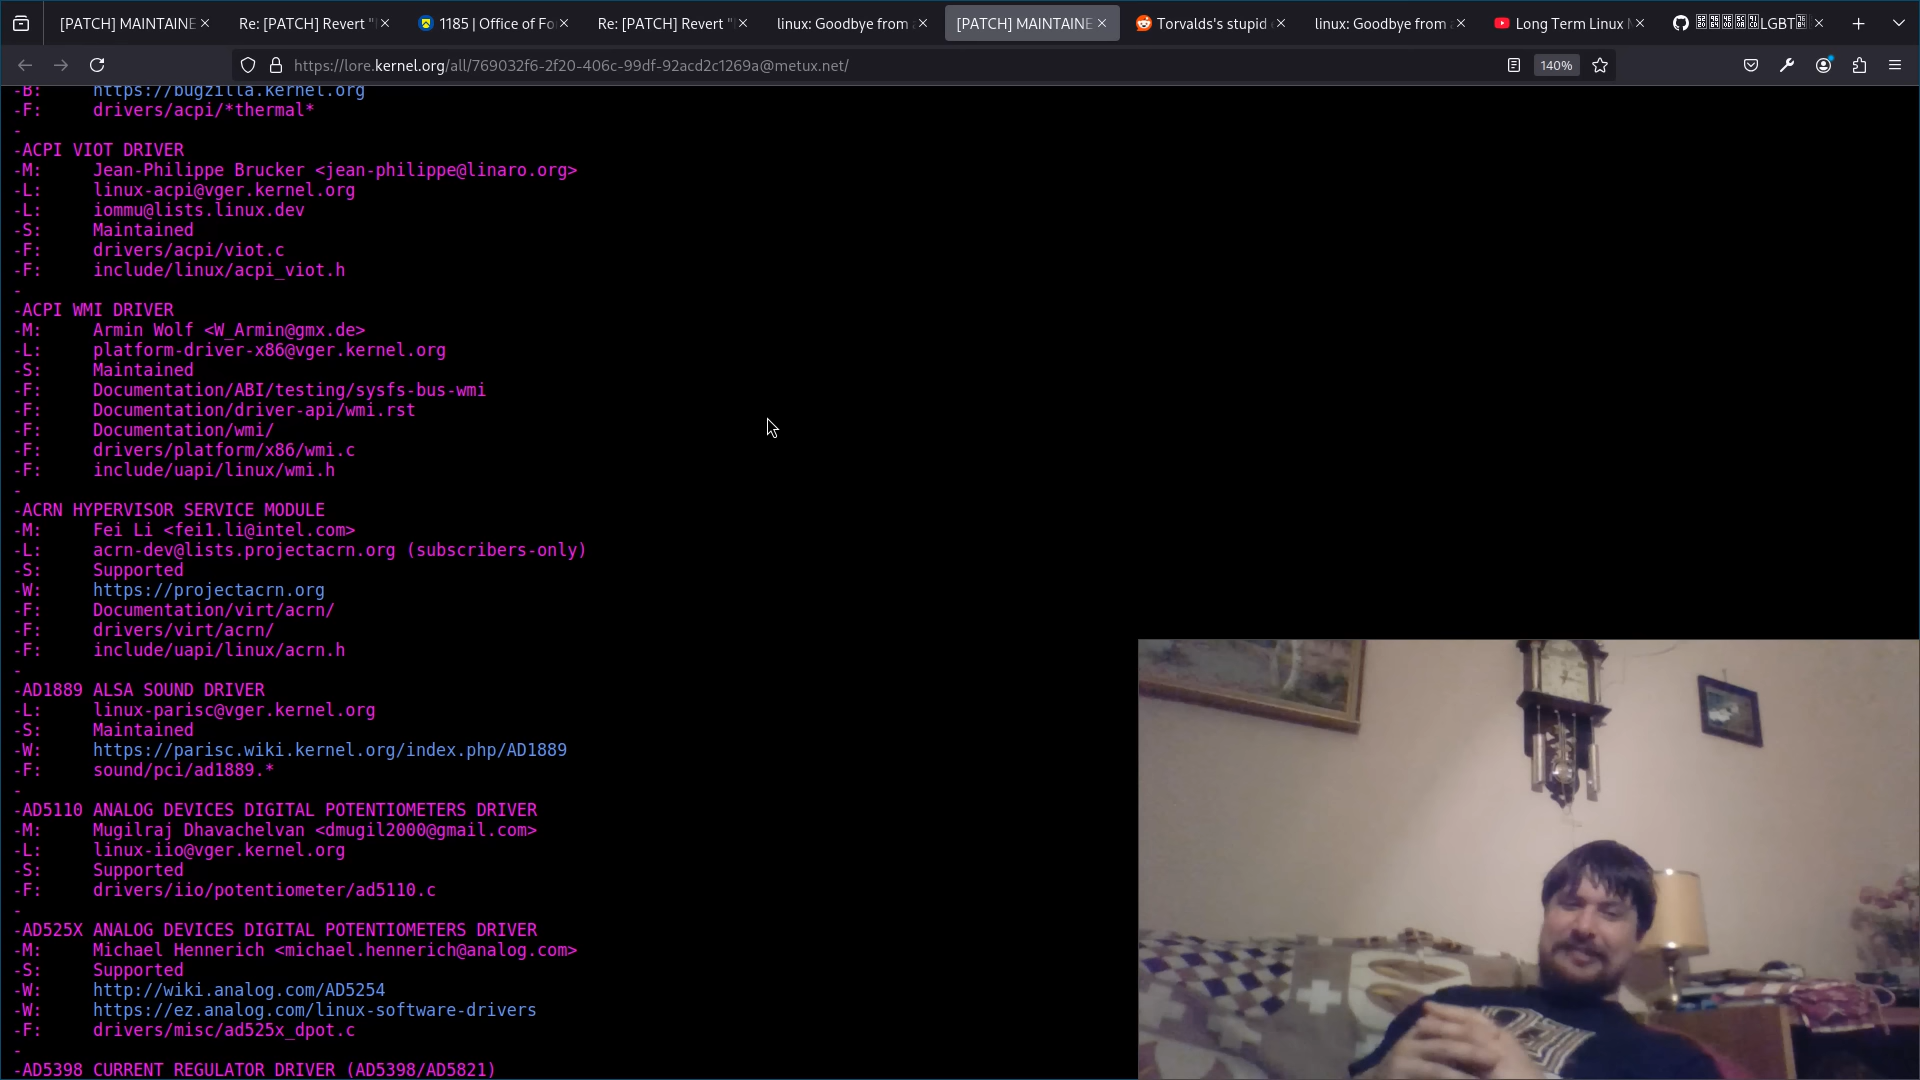 [PATCH] MAINTAINE
Re: [PATCH] Revert "
1185 | Office of Fo
Re: [PATCH] Revert "
linux: Goodbye from a
[PATCH] MAINTAINE
Torvalds's stupid
linux: Goodbye from a
Long Term Linux
LGBT
https://lore.kernel.org/all/769032f6-2f20-406c-99df-92acd2c1269a@metux.net/
140%
-B: https://bugzilla.kernel.org
-F: drivers/acpi/*thermal*
-
-ACPI VIOT DRIVER
-M: Jean-Philippe Brucker <jean-philippe@linaro.org>
-L: linux-acpi@vger.kernel.org
-L: iommu@lists.linux.dev
-S: Maintained
-F: drivers/acpi/viot.c
-F: include/linux/acpi_viot.h
-
-ACPI WMI DRIVER
-M: Armin Wolf <W_Armin@gmx.de>
-L: platform-driver-x86@vger.kernel.org
-S: Maintained
-F: Documentation/ABI/testing/sysfs-bus-wmi
-F: Documentation/driver-api/wmi.rst
-F: Documentation/wmi/
-F: drivers/platform/x86/wmi.c
-F: include/uapi/linux/wmi.h
-
-ACRN HYPERVISOR SERVICE MODULE
-M: Fei Li <fei1.li@intel.com>
-L: acrn-dev@lists.projectacrn.org (subscribers-only)
-S: Supported
-W: https://projectacrn.org
-F: Documentation/virt/acrn/
-F: drivers/virt/acrn/
-F: include/uapi/linux/acrn.h
-
-AD1889 ALSA SOUND DRIVER
-L: linux-parisc@vger.kernel.org
-S: Maintained
-W: https://parisc.wiki.kernel.org/index.php/AD1889
-F: sound/pci/ad1889.*
-
-AD5110 ANALOG DEVICES DIGITAL POTENTIOMETERS DRIVER
-M: Mugilraj Dhavachelvan <dmugil2000@gmail.com>
-L: linux-iio@vger.kernel.org
-S: Supported
-F: drivers/iio/potentiometer/ad5110.c
-
-AD525X ANALOG DEVICES DIGITAL POTENTIOMETERS DRIVER
-M: Michael Hennerich <michael.hennerich@analog.com>
-S: Supported
-W: http://wiki.analog.com/AD5254
-W: https://ez.analog.com/linux-software-drivers
-F: drivers/misc/ad525x_dpot.c
-
-AD5398 CURRENT REGULATOR DRIVER (AD5398/AD5821)